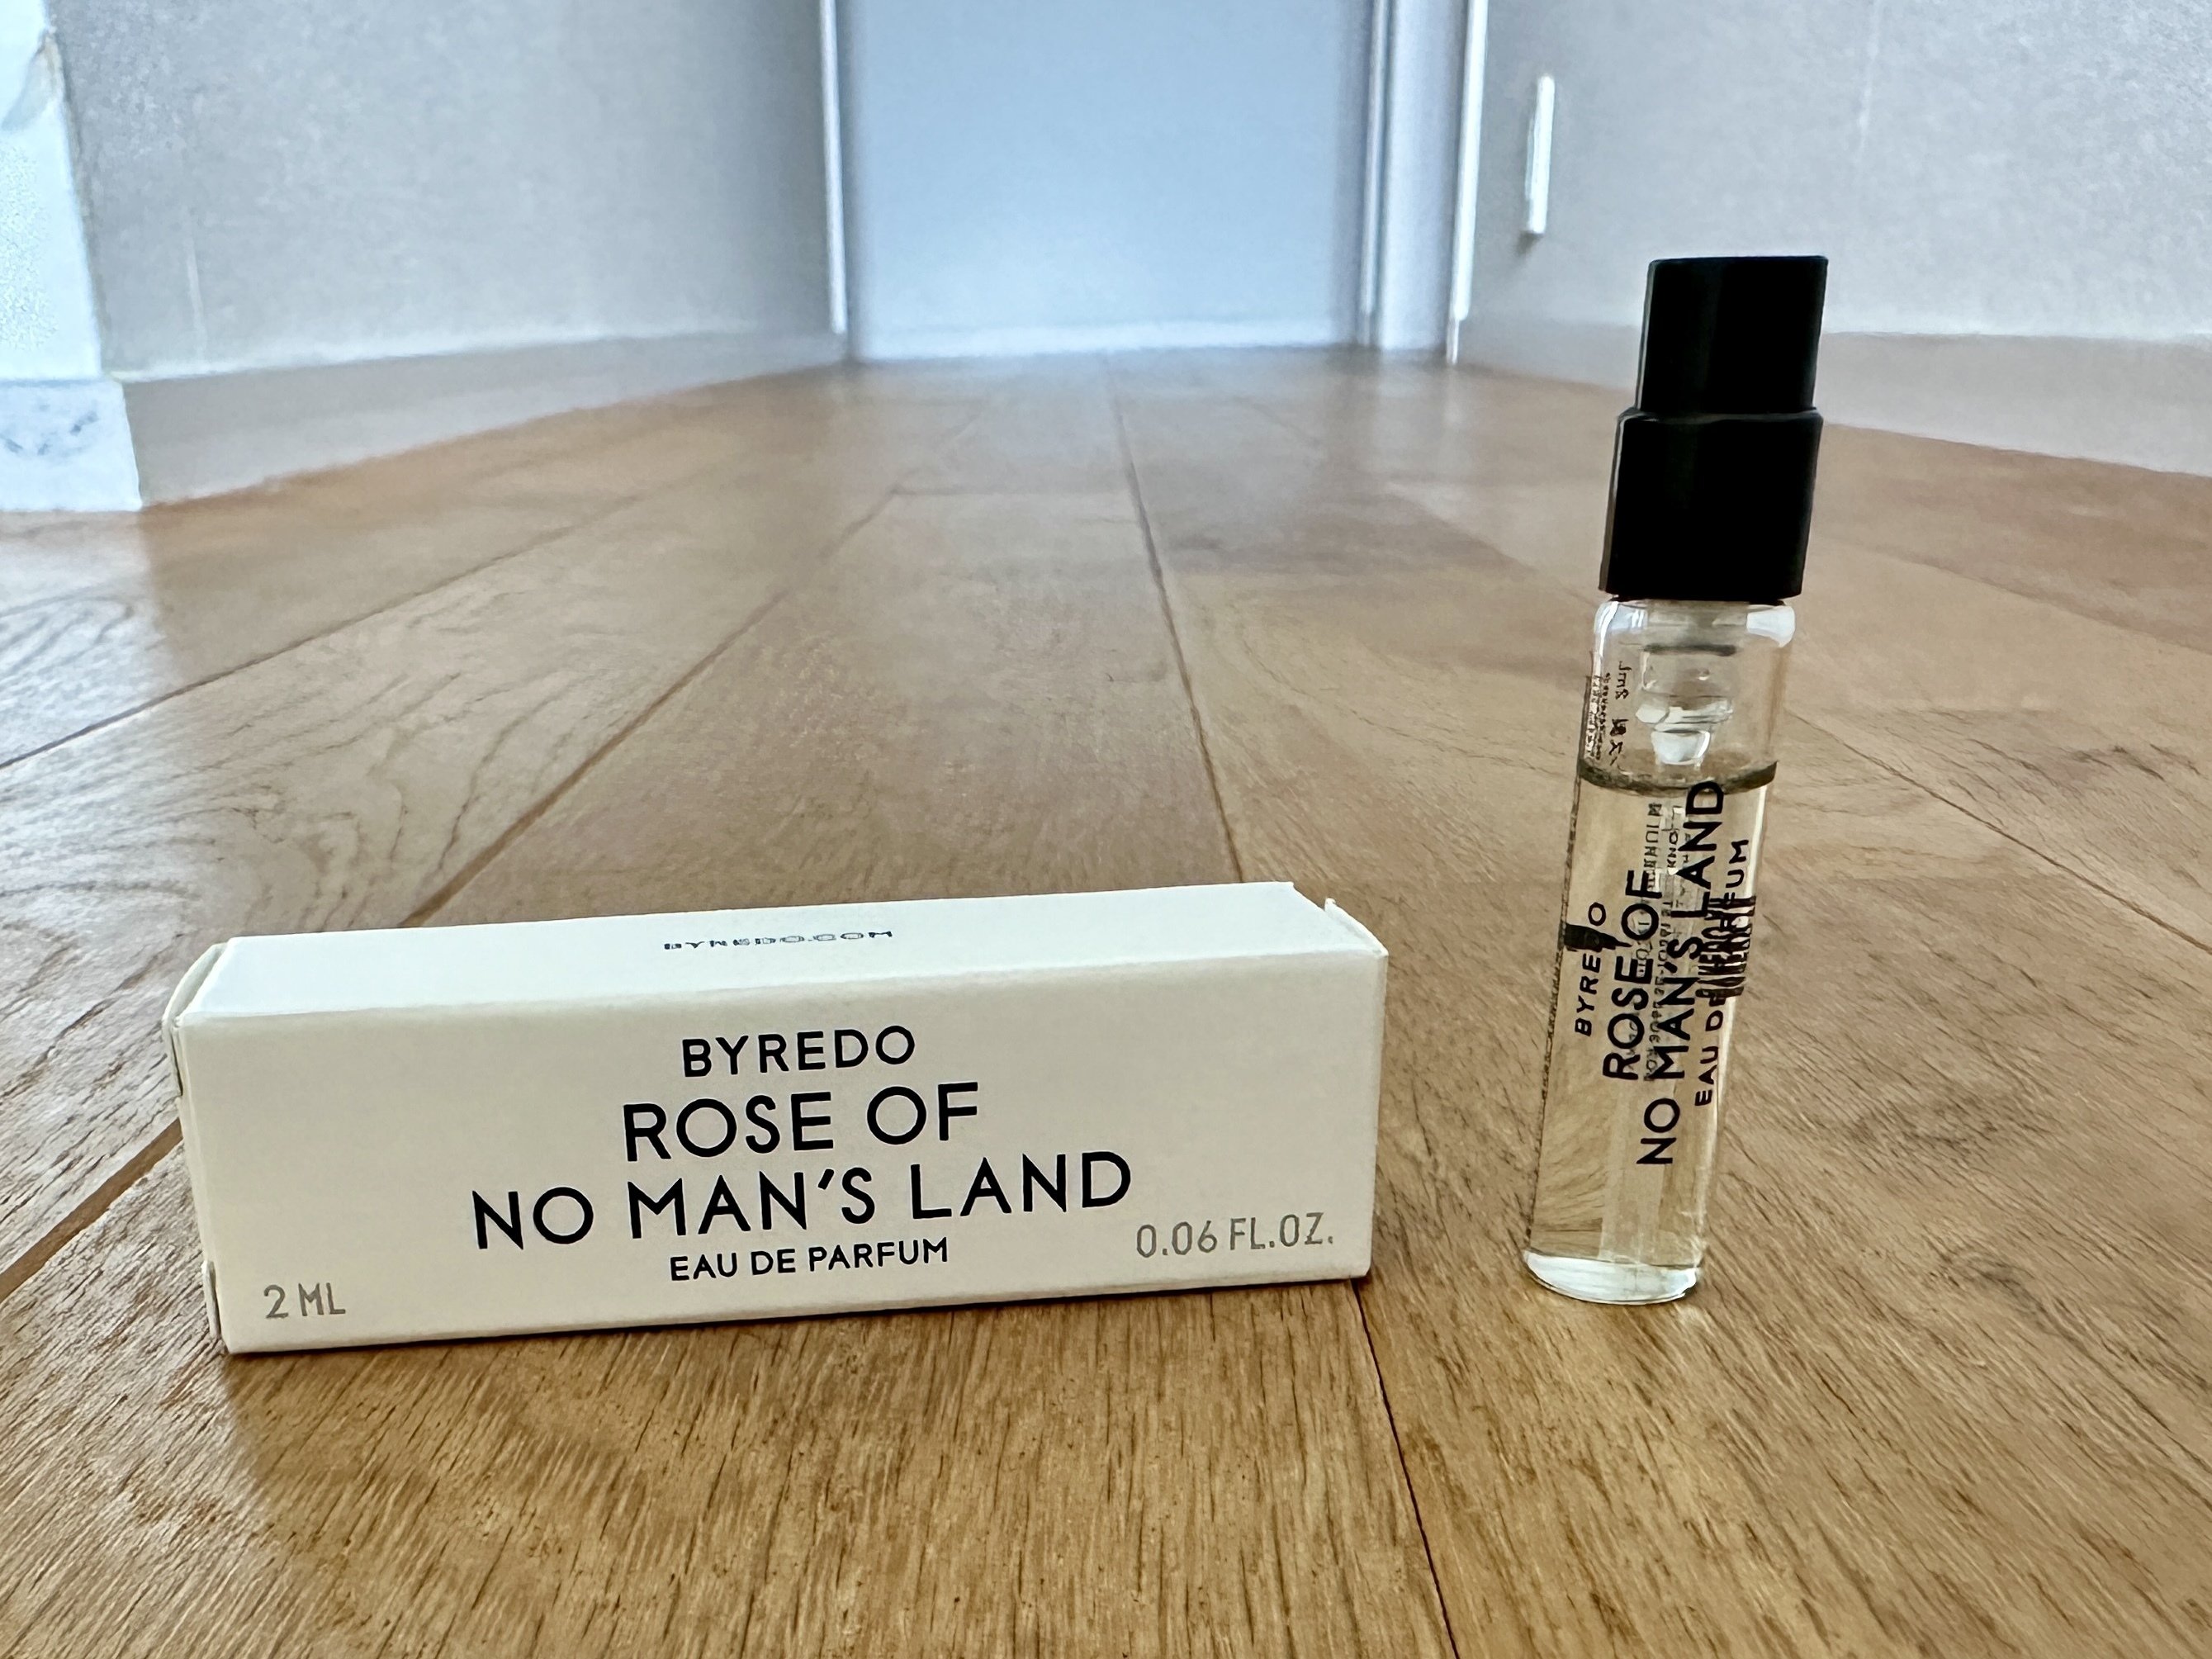 BYREDO
ROSE OF
NO MAN'S LAND
EAU DE PARFUM
2 ML
0.06 FL.OZ.
BYREDO
ROSE OF
NO MAN'S LAND
EAU DE PARFUM